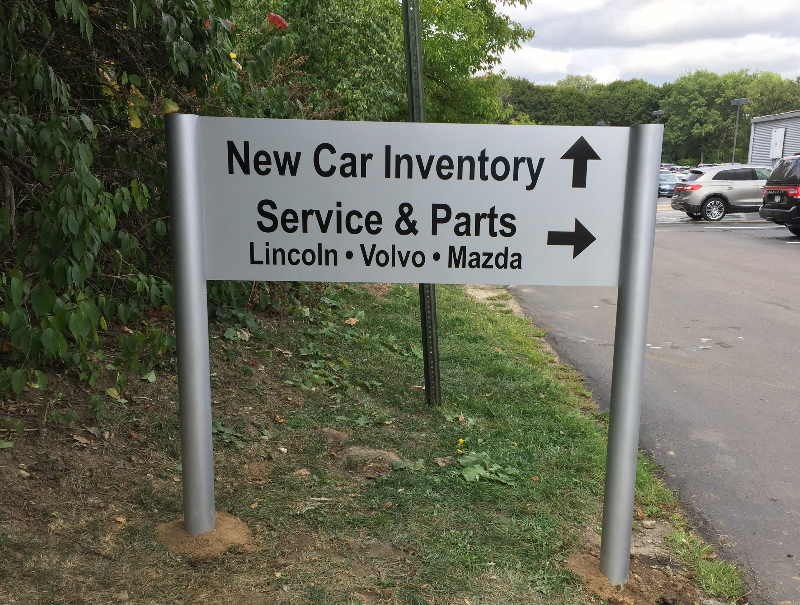 New Car Inventory ↑
Service & Parts →
Lincoln • Volvo • Mazda